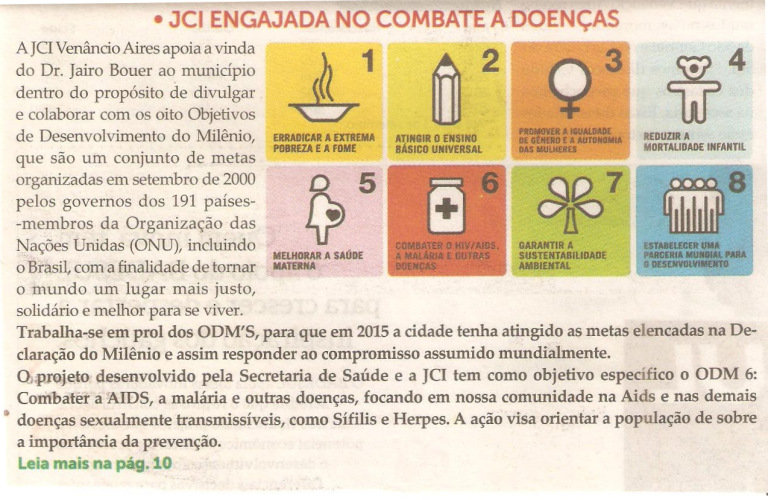 • JCI ENGAJADA NO COMBATE A DOENÇAS
A JCI Venâncio Aires apoia a vinda
do Dr. Jairo Bouer ao município
dentro do propósito de divulgar
e colaborar com os oito Objetivos
de Desenvolvimento do Milênio,
que são um conjunto de metas
organizadas em setembro de 2000
pelos governos dos 191 países-
-membros da Organização das
Nações Unidas (ONU), incluindo
o Brasil, com a finalidade de tornar
o mundo um lugar mais justo,
solidário e melhor para se viver.
1
ERRADICAR A EXTREMA
POBREZA E A FOME
2
ATINGIR O ENSINO
BÁSICO UNIVERSAL
3
PROMOVER A IGUALDADE
DE GÊNERO E A AUTONOMIA
DAS MULHERES
4
REDUZIR A
MORTALIDADE INFANTIL
5
MELHORAR A SAÚDE
MATERNA
6
COMBATER O HIV/AIDS,
A MALÁRIA E OUTRAS
DOENÇAS
7
GARANTIR A
SUSTENTABILIDADE
AMBIENTAL
8
ESTABELECER UMA
PARCERIA MUNDIAL PARA
O DESENVOLVIMENTO
Trabalha-se em prol dos ODM'S, para que em 2015 a cidade tenha atingido as metas elencadas na De-
claração do Milênio e assim responder ao compromisso assumido mundialmente.
O projeto desenvolvido pela Secretaria de Saúde e a JCI tem como objetivo específico o ODM 6:
Combater a AIDS, a malária e outras doenças, focando em nossa comunidade na Aids e nas demais
doenças sexualmente transmissíveis, como Sífilis e Herpes. A ação visa orientar a população de sobre
a importância da prevenção.
Leia mais na pág. 10